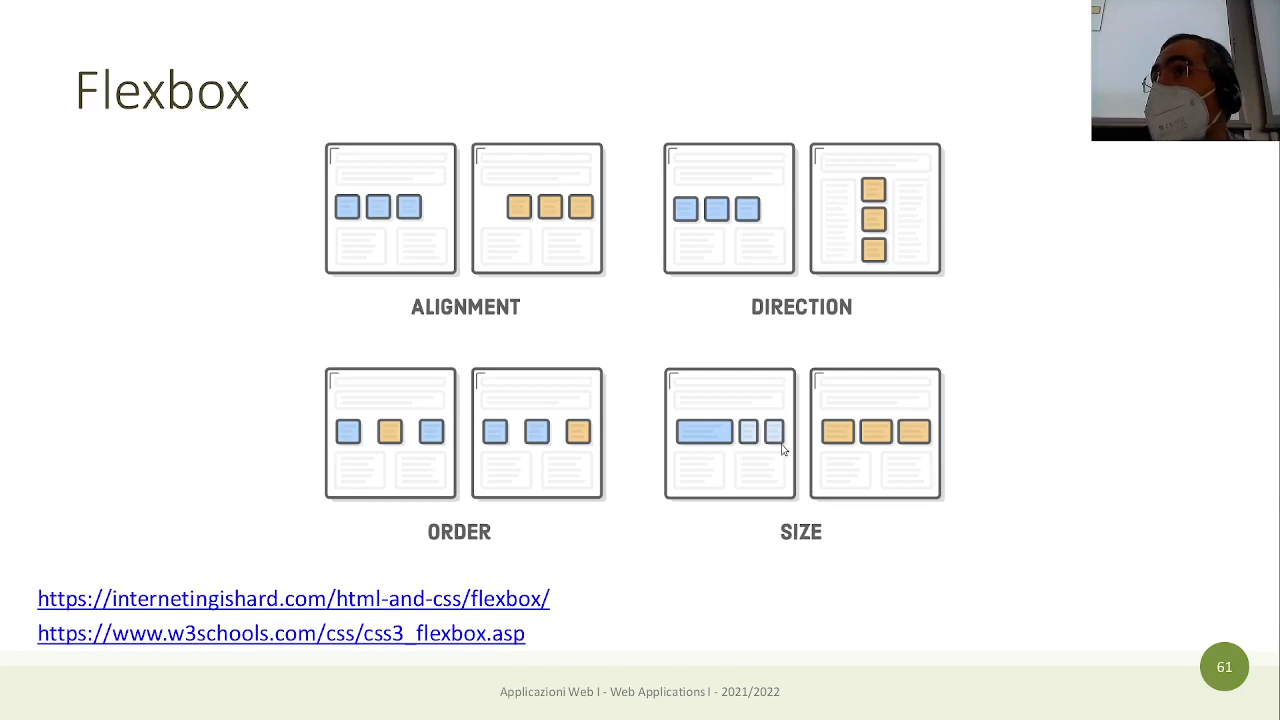 Flexbox
ALIGNMENT
DIRECTION
ORDER
SIZE
https://internetingishard.com/html-and-css/flexbox/
https://www.w3schools.com/css/css3_flexbox.asp
61
Applicazioni Web I - Web Applications I - 2021/2022